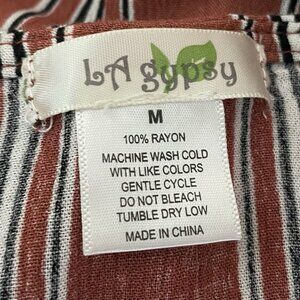 LA gypsy
M
100% RAYON
MACHINE WASH COLD
WITH LIKE COLORS
GENTLE CYCLE
DO NOT BLEACH
TUMBLE DRY LOW
MADE IN CHINA